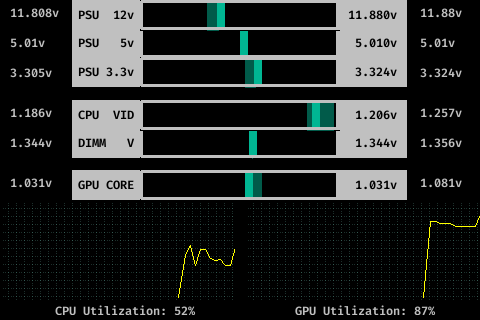 11.808v PSU 12v 11.880v 11.88v
5.01v PSU 5v 5.010v 5.01v
3.305v PSU 3.3v 3.324v 3.324v
1.186v CPU VID 1.206v 1.257v
1.344v DIMM V 1.344v 1.356v
1.031v GPU CORE 1.031v 1.081v
CPU Utilization: 52% GPU Utilization: 87%